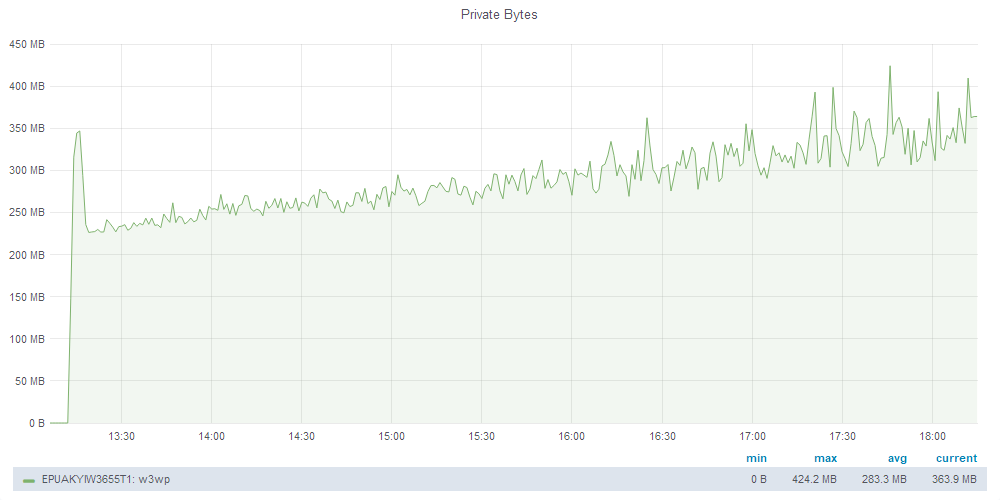 Private Bytes
450 MB
400 MB
350 MB
300 MB
250 MB
200 MB
150 MB
100 MB
50 MB
0 B
13:30 14:00 14:30 15:00 15:30 16:00 16:30 17:00 17:30 18:00
min max avg current
EPUAKYIW3655T1: w3wp 0 B 424.2 MB 283.3 MB 363.9 MB